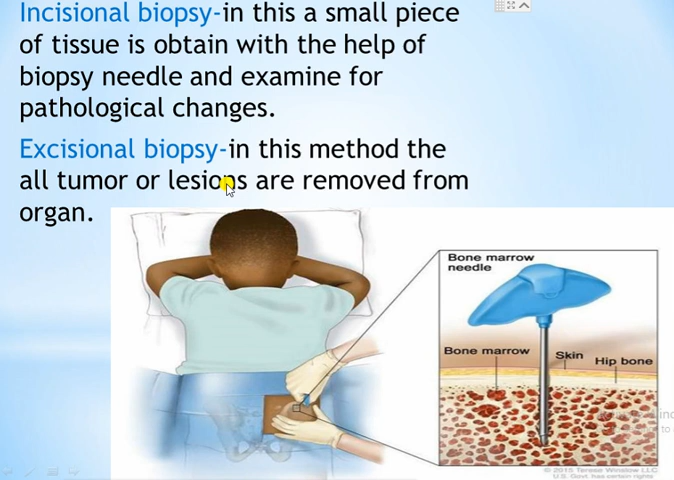 Incisional biopsy-in this a small piece
of tissue is obtain with the help of
biopsy needle and examine for
pathological changes.
Excisional biopsy-in this method the
all tumor or lesions are removed from
organ.
Bone marrow
needle
Bone marrow
Skin
Hip bone
© 2015 Terese Winslow LLC
U.S. Govt. has certain rights